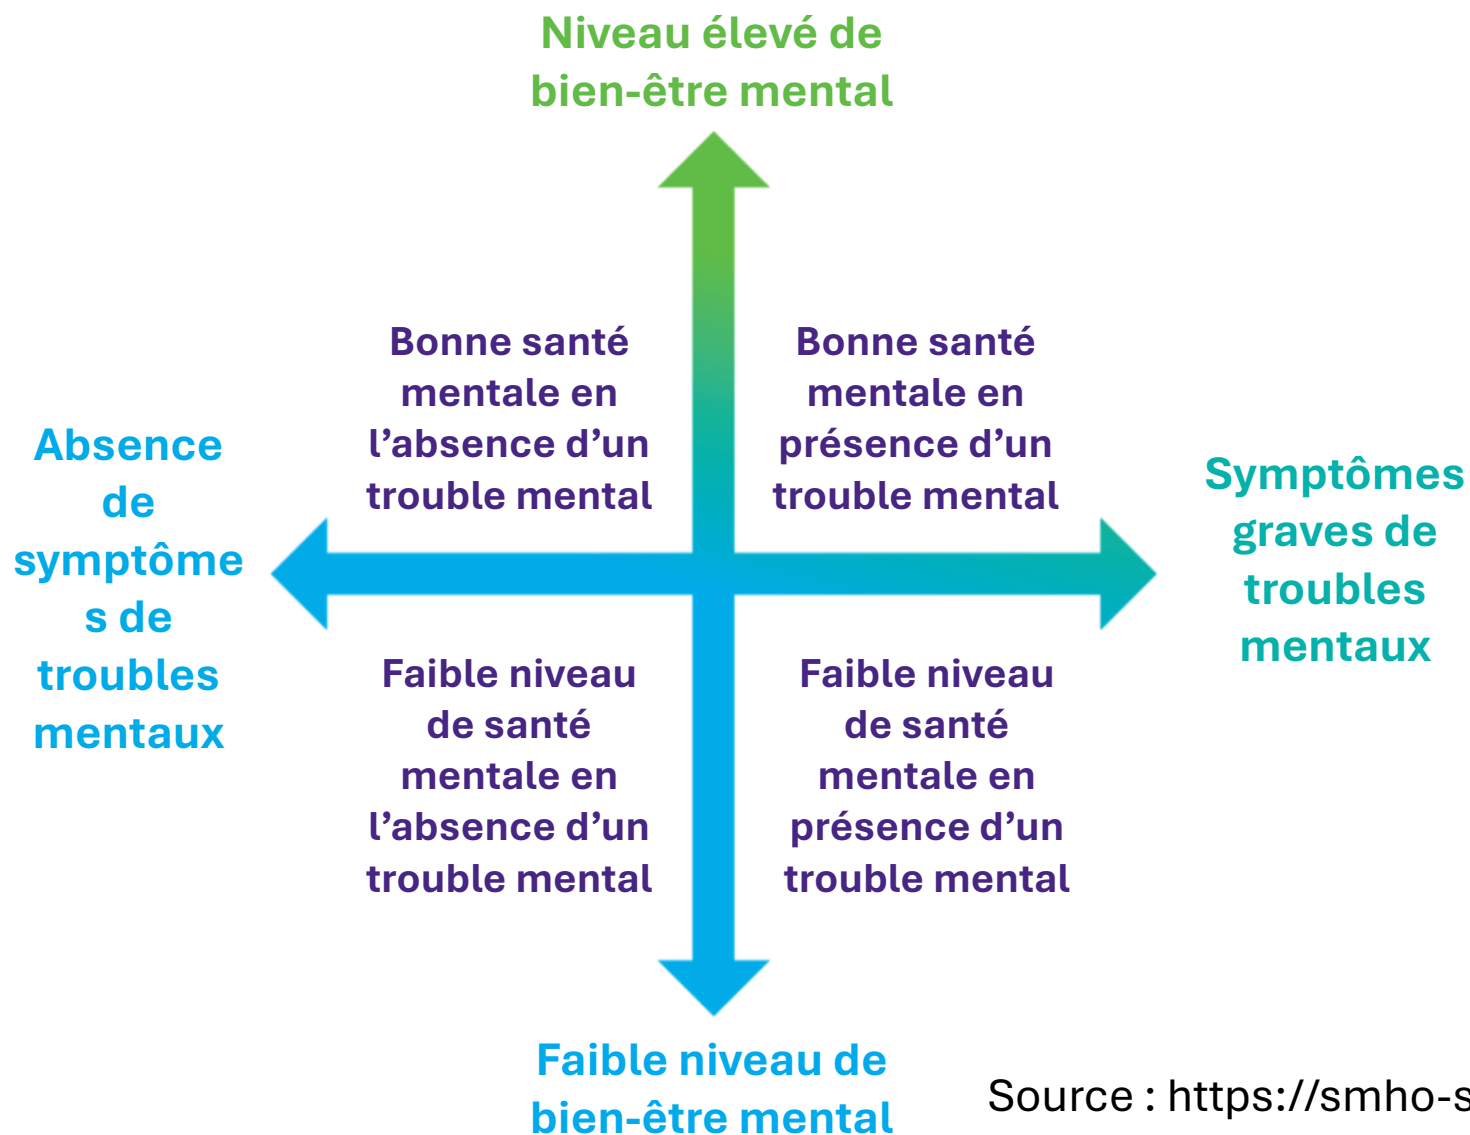 Niveau élevé de
bien-être mental
Bonne santé
mentale en
l’absence d’un
trouble mental
Bonne santé
mentale en
présence d’un
trouble mental
Absence
de
symptôme
s de
troubles
mentaux
Symptômes
graves de
troubles
mentaux
Faible niveau
de santé
mentale en
l’absence d’un
trouble mental
Faible niveau
de santé
mentale en
présence d’un
trouble mental
Faible niveau de
bien-être mental
Source : https://smho-s